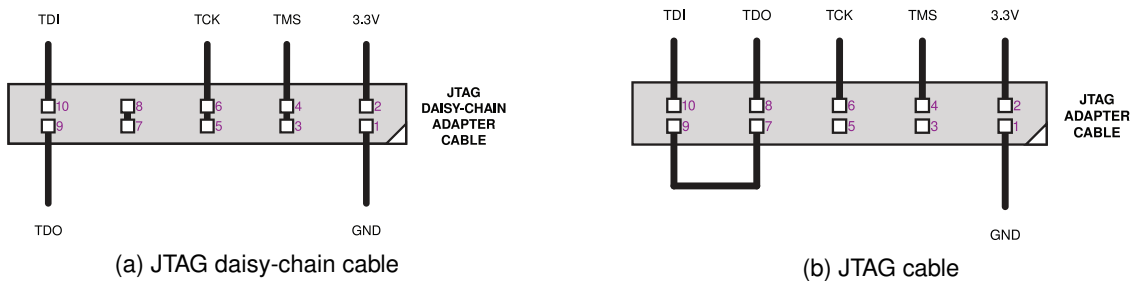 TDI TCK TMS 3.3V
10 8 6 4 2
9 7 5 3 1
JTAG
DAISY-CHAIN
ADAPTER
CABLE
TDO GND
(a) JTAG daisy-chain cable
TDI TDO TCK TMS 3.3V
10 8 6 4 2
9 7 5 3 1
JTAG
ADAPTER
CABLE
GND
(b) JTAG cable